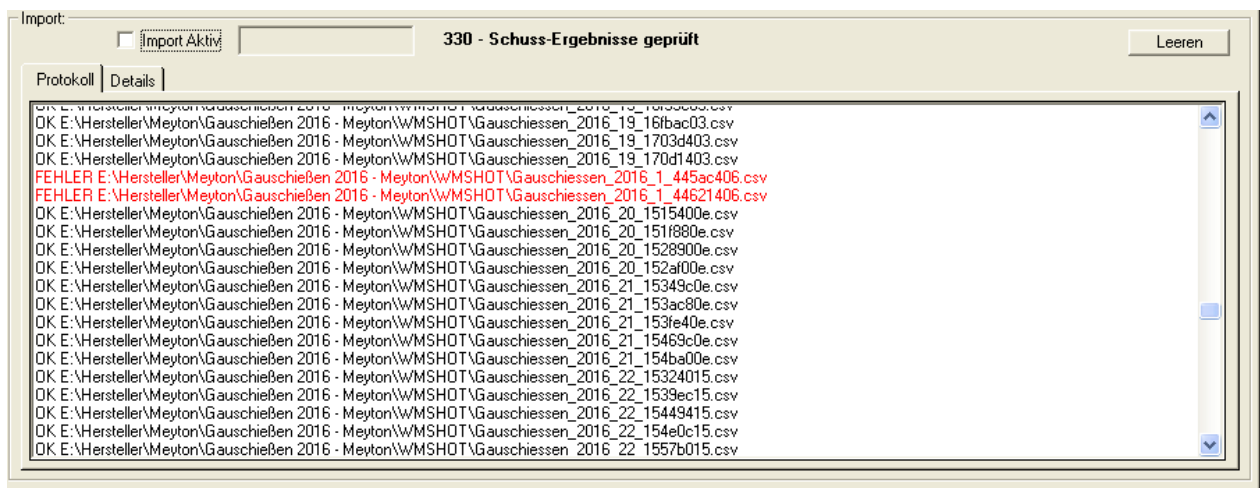 Import:
Import Aktiv
330 - Schuss-Ergebnisse geprüft
Leeren
Protokoll
Details
OK E:\Hersteller\Meyton\Gauschießen 2016 - Meyton\WMSHOT\Gauschiessen_2016_19_16fbac03.csv
OK E:\Hersteller\Meyton\Gauschießen 2016 - Meyton\WMSHOT\Gauschiessen_2016_19_1703d403.csv
OK E:\Hersteller\Meyton\Gauschießen 2016 - Meyton\WMSHOT\Gauschiessen_2016_19_170d1403.csv
FEHLER E:\Hersteller\Meyton\Gauschießen 2016 - Meyton\WMSHOT\Gauschiessen_2016_1_445ac406.csv
FEHLER E:\Hersteller\Meyton\Gauschießen 2016 - Meyton\WMSHOT\Gauschiessen_2016_1_44621406.csv
OK E:\Hersteller\Meyton\Gauschießen 2016 - Meyton\WMSHOT\Gauschiessen_2016_20_1515400e.csv
OK E:\Hersteller\Meyton\Gauschießen 2016 - Meyton\WMSHOT\Gauschiessen_2016_20_151f880e.csv
OK E:\Hersteller\Meyton\Gauschießen 2016 - Meyton\WMSHOT\Gauschiessen_2016_20_1528900e.csv
OK E:\Hersteller\Meyton\Gauschießen 2016 - Meyton\WMSHOT\Gauschiessen_2016_20_152af00e.csv
OK E:\Hersteller\Meyton\Gauschießen 2016 - Meyton\WMSHOT\Gauschiessen_2016_21_15349c0e.csv
OK E:\Hersteller\Meyton\Gauschießen 2016 - Meyton\WMSHOT\Gauschiessen_2016_21_153ac80e.csv
OK E:\Hersteller\Meyton\Gauschießen 2016 - Meyton\WMSHOT\Gauschiessen_2016_21_153fe40e.csv
OK E:\Hersteller\Meyton\Gauschießen 2016 - Meyton\WMSHOT\Gauschiessen_2016_21_15469c0e.csv
OK E:\Hersteller\Meyton\Gauschießen 2016 - Meyton\WMSHOT\Gauschiessen_2016_21_154ba00e.csv
OK E:\Hersteller\Meyton\Gauschießen 2016 - Meyton\WMSHOT\Gauschiessen_2016_22_15324015.csv
OK E:\Hersteller\Meyton\Gauschießen 2016 - Meyton\WMSHOT\Gauschiessen_2016_22_1539ec15.csv
OK E:\Hersteller\Meyton\Gauschießen 2016 - Meyton\WMSHOT\Gauschiessen_2016_22_15449415.csv
OK E:\Hersteller\Meyton\Gauschießen 2016 - Meyton\WMSHOT\Gauschiessen_2016_22_154e0c15.csv
OK E:\Hersteller\Meyton\Gauschießen 2016 - Meyton\WMSHOT\Gauschiessen_2016_22_1557b015.csv